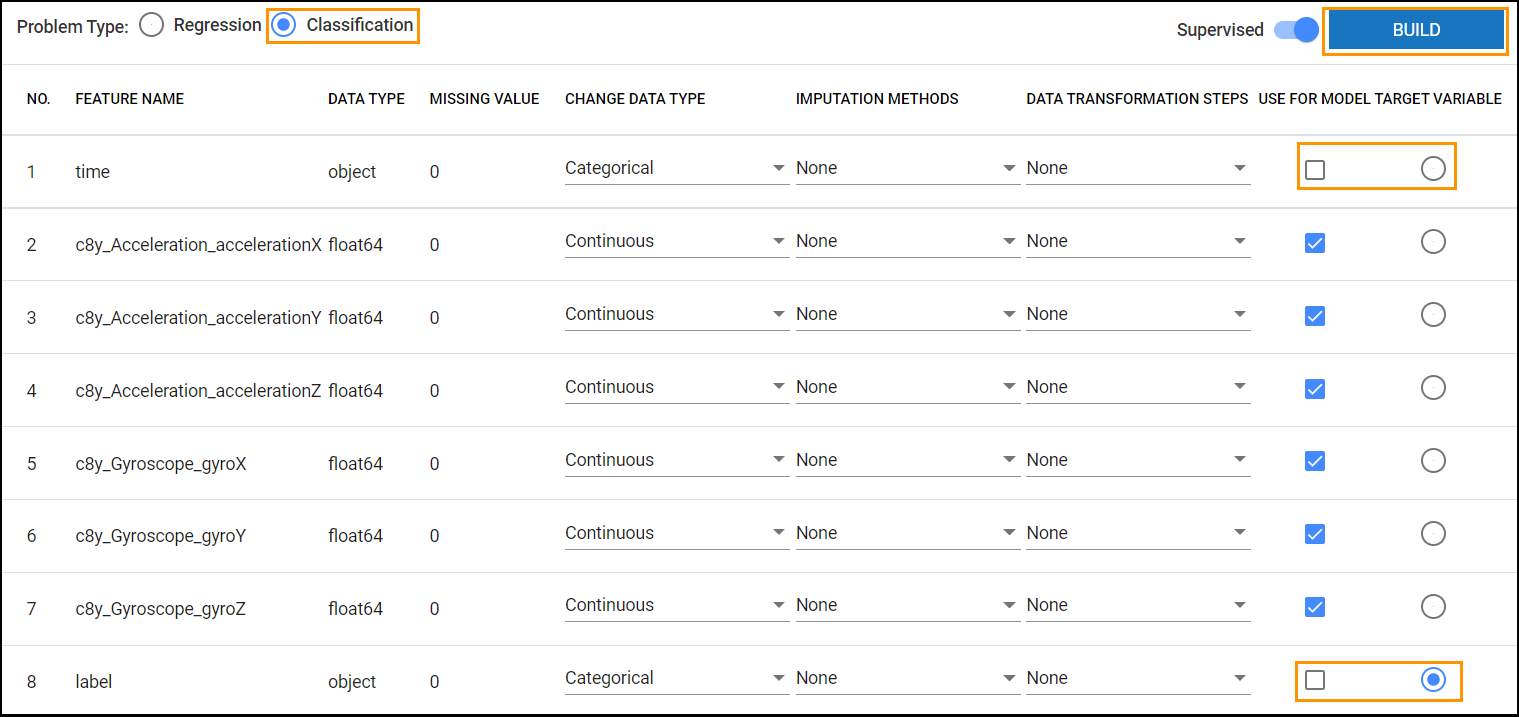 Problem Type: Regression Classification Supervised BUILD
NO. FEATURE NAME DATA TYPE MISSING VALUE CHANGE DATA TYPE IMPUTATION METHODS DATA TRANSFORMATION STEPS USE FOR MODEL TARGET VARIABLE
1 time object 0 Categorical None None
2 c8y_Acceleration_accelerationX float64 0 Continuous None None
3 c8y_Acceleration_accelerationY float64 0 Continuous None None
4 c8y_Acceleration_accelerationZ float64 0 Continuous None None
5 c8y_Gyroscope_gyroX float64 0 Continuous None None
6 c8y_Gyroscope_gyroY float64 0 Continuous None None
7 c8y_Gyroscope_gyroZ float64 0 Continuous None None
8 label object 0 Categorical None None